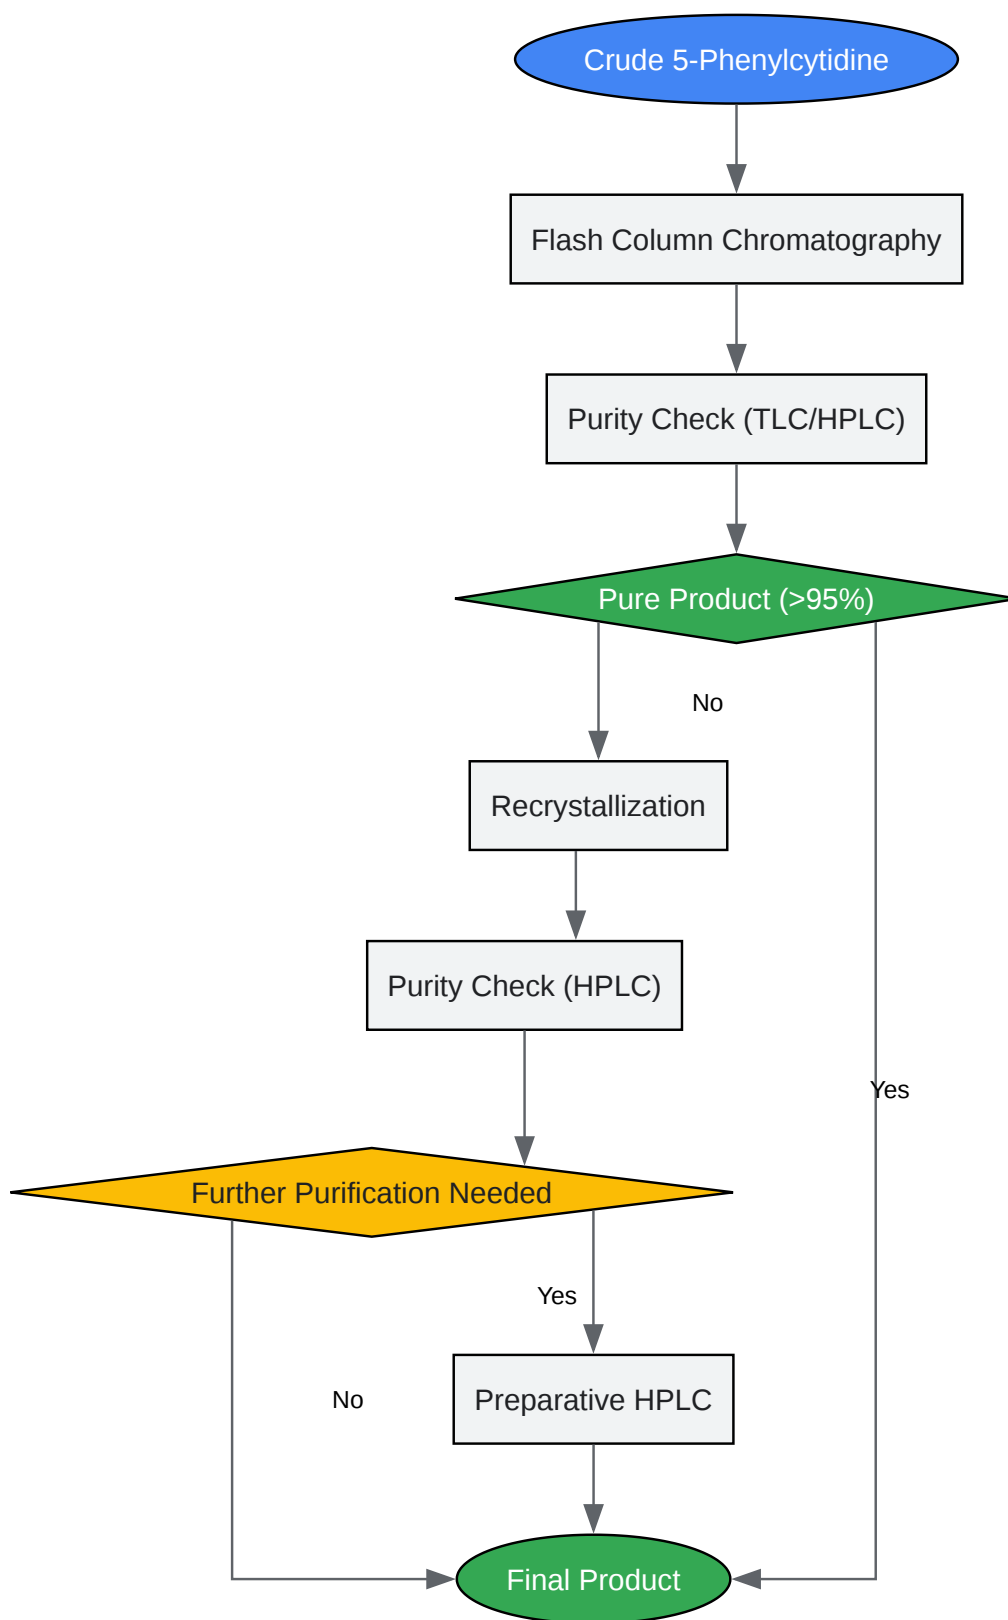 Crude 5-Phenylcytidine
Flash Column Chromatography
Purity Check (TLC/HPLC)
Pure Product (>95%)
No
Recrystallization
Purity Check (HPLC)
Yes
Further Purification Needed
Yes
No
Preparative HPLC
Final Product